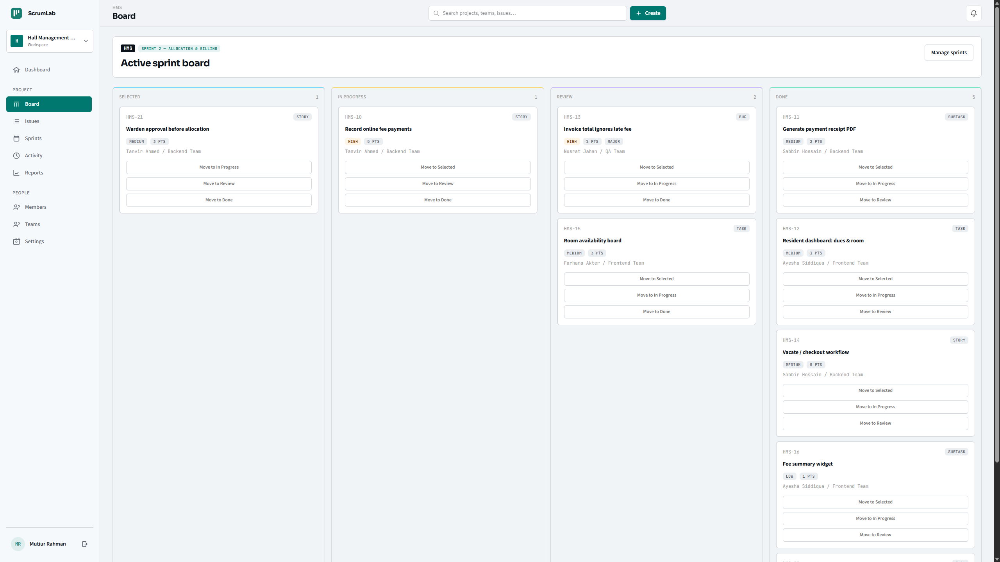 ScrumLab
H
Hall Management ...
Workspace
Dashboard
PROJECT
Board
Issues
Sprints
Activity
Reports
PEOPLE
Members
Teams
Settings
MR
Mutiur Rahman
HMS
Board
Search projects, teams, issues...
Create
HMS
SPRINT 2 — ALLOCATION & BILLING
Active sprint board
Manage sprints
SELECTED 1
HMS-21 STORY
Warden approval before allocation
MEDIUM 3 PTS
Tanvir Ahmed / Backend Team
Move to In Progress
Move to Review
Move to Done
IN PROGRESS 1
HMS-10 STORY
Record online fee payments
HIGH 5 PTS
Tanvir Ahmed / Backend Team
Move to Selected
Move to Review
Move to Done
REVIEW 2
HMS-13 BUG
Invoice total ignores late fee
HIGH 2 PTS MAJOR
Nusrat Jahan / QA Team
Move to Selected
Move to In Progress
Move to Done
HMS-15 TASK
Room availability board
MEDIUM 3 PTS
Farhana Akter / Frontend Team
Move to Selected
Move to In Progress
Move to Done
DONE 5
HMS-11 SUBTASK
Generate payment receipt PDF
MEDIUM 2 PTS
Sabbir Hossain / Backend Team
Move to Selected
Move to In Progress
Move to Review
HMS-12 TASK
Resident dashboard: dues & room
MEDIUM 3 PTS
Ayesha Siddiqua / Frontend Team
Move to Selected
Move to In Progress
Move to Review
HMS-14 STORY
Vacate / checkout workflow
MEDIUM 5 PTS
Sabbir Hossain / Backend Team
Move to Selected
Move to In Progress
Move to Review
HMS-16 SUBTASK
Fee summary widget
LOW 1 PTS
Ayesha Siddiqua / Frontend Team
Move to Selected
Move to In Progress
Move to Review